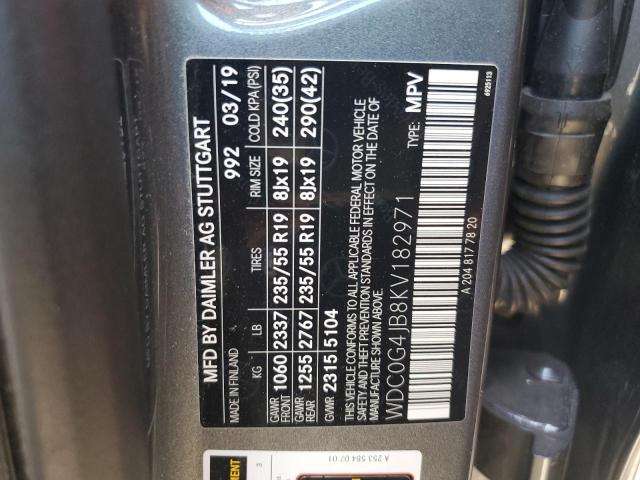 MFD BY DAIMLER AG STUTTGART
MADE IN FINLAND 992 03/19
KG LB TIRES RIM SIZE COLD KPA (PSI)
GAWR FRONT 1060 2337 235/55 R19 8Jx19 240(35)
GAWR REAR 1255 2767 235/55 R19 8Jx19 290(42)
GVWR 2315 5104
THIS VEHICLE CONFORMS TO ALL APPLICABLE FEDERAL MOTOR VEHICLE
SAFETY AND THEFT PREVENTION STANDARDS IN EFFECT ON THE DATE OF
MANUFACTURE SHOWN ABOVE.
WDC0G4JB8KV182971 TYPE: MPV
A 204 817 78 20
6925113
A 253 584 07 01
3